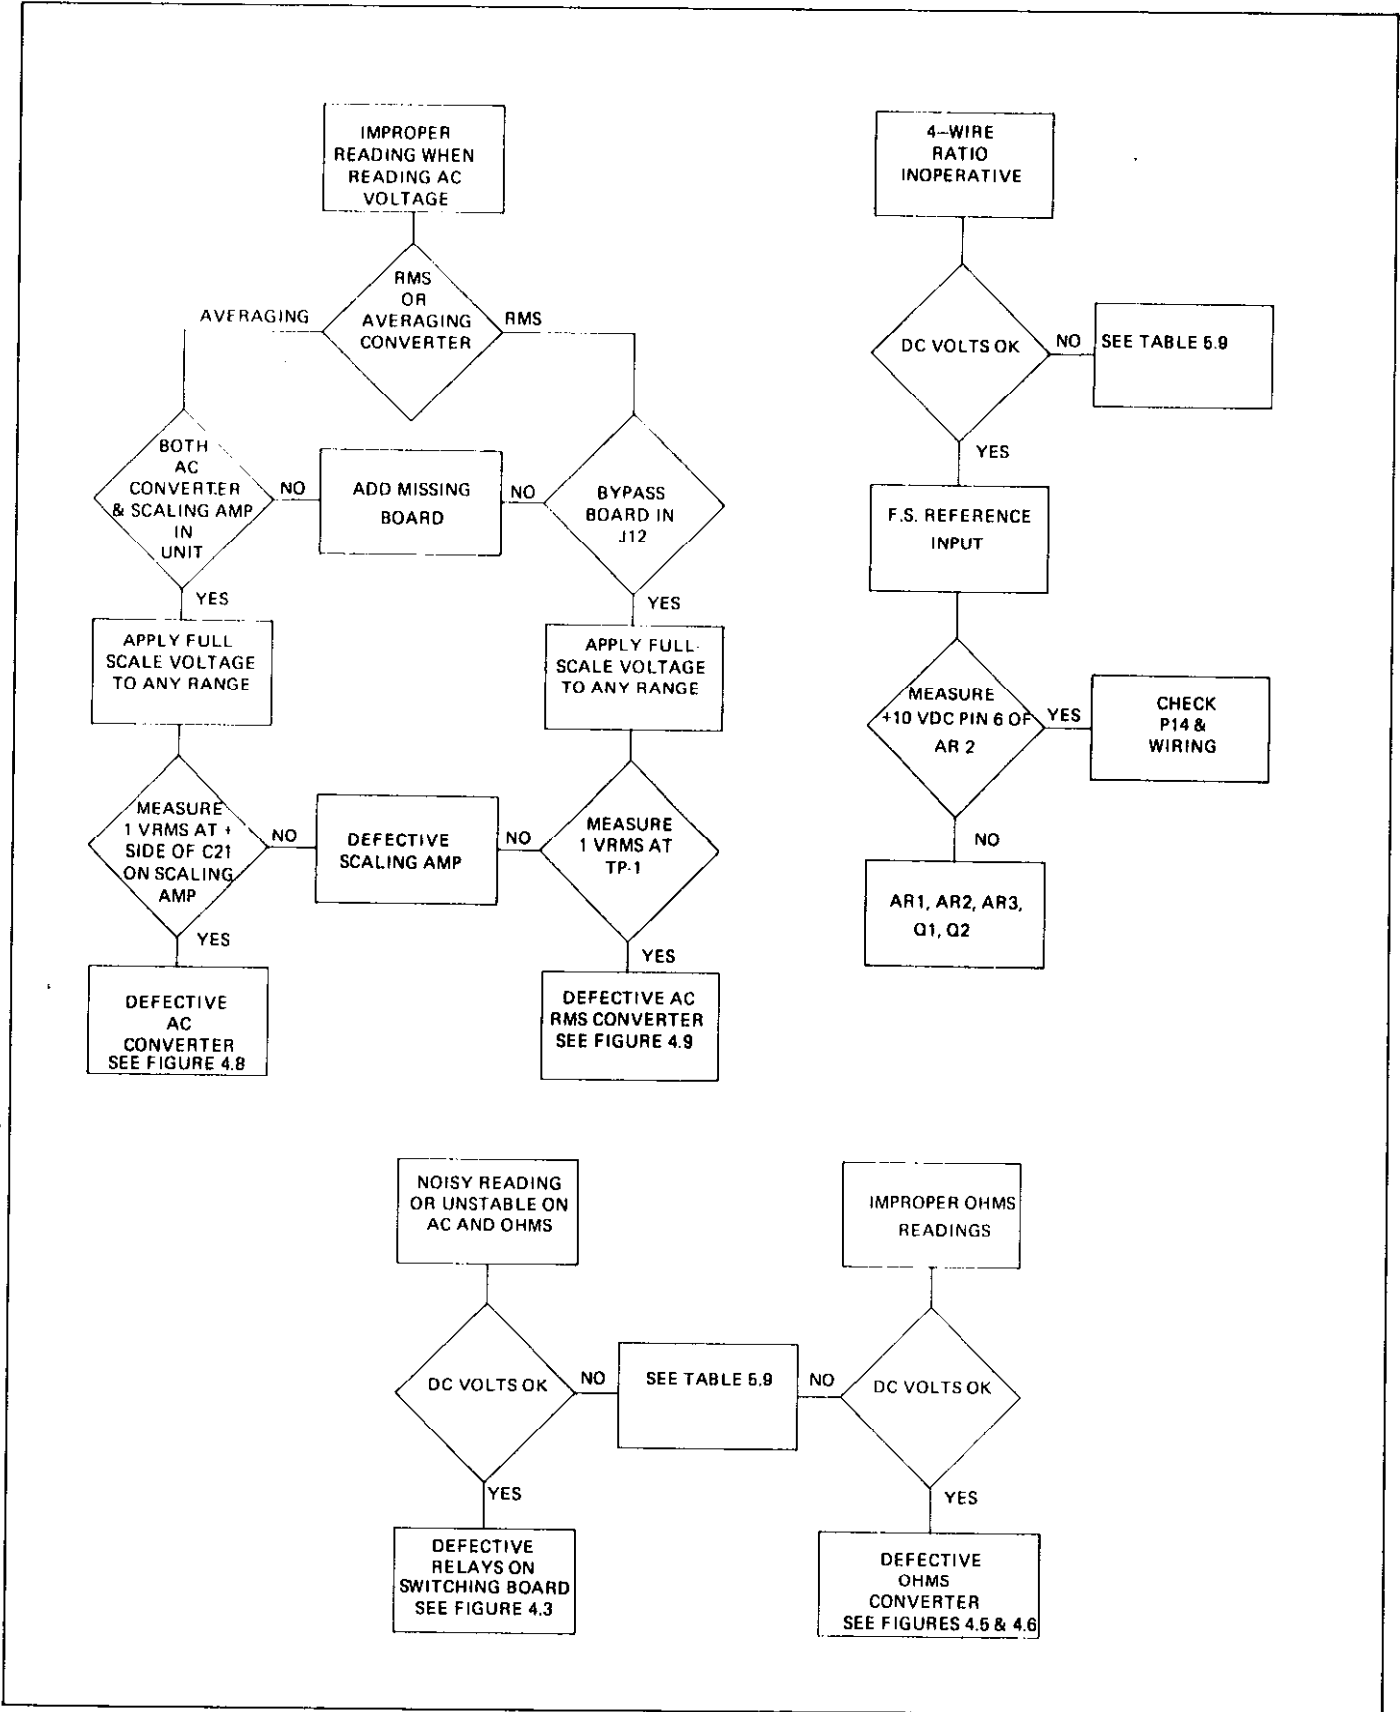 IMPROPER
READING WHEN
READING AC
VOLTAGE
RMS
OR
AVERAGING
CONVERTER
AVERAGING
RMS
BOTH
AC
CONVERTER
& SCALING AMP
IN
UNIT
NO
ADD MISSING
BOARD
NO
BYPASS
BOARD IN
J12
YES
YES
APPLY FULL
SCALE VOLTAGE
TO ANY RANGE
APPLY FULL
SCALE VOLTAGE
TO ANY RANGE
MEASURE
1 VRMS AT +
SIDE OF C21
ON SCALING
AMP
NO
DEFECTIVE
SCALING AMP
NO
MEASURE
1 VRMS AT
TP-1
YES
YES
DEFECTIVE
AC
CONVERTER
SEE FIGURE 4.8
DEFECTIVE AC
RMS CONVERTER
SEE FIGURE 4.9
4-WIRE
RATIO
INOPERATIVE
DC VOLTS OK
NO
SEE TABLE 5.9
YES
F.S. REFERENCE
INPUT
MEASURE
+10 VDC PIN 6 OF
AR 2
YES
CHECK
P14 &
WIRING
NO
AR1, AR2, AR3,
Q1, Q2
NOISY READING
OR UNSTABLE ON
AC AND OHMS
DC VOLTS OK
NO
SEE TABLE 5.9
NO
IMPROPER OHMS
READINGS
DC VOLTS OK
YES
YES
DEFECTIVE
RELAYS ON
SWITCHING BOARD
SEE FIGURE 4.3
DEFECTIVE
OHMS
CONVERTER
SEE FIGURES 4.5 & 4.6